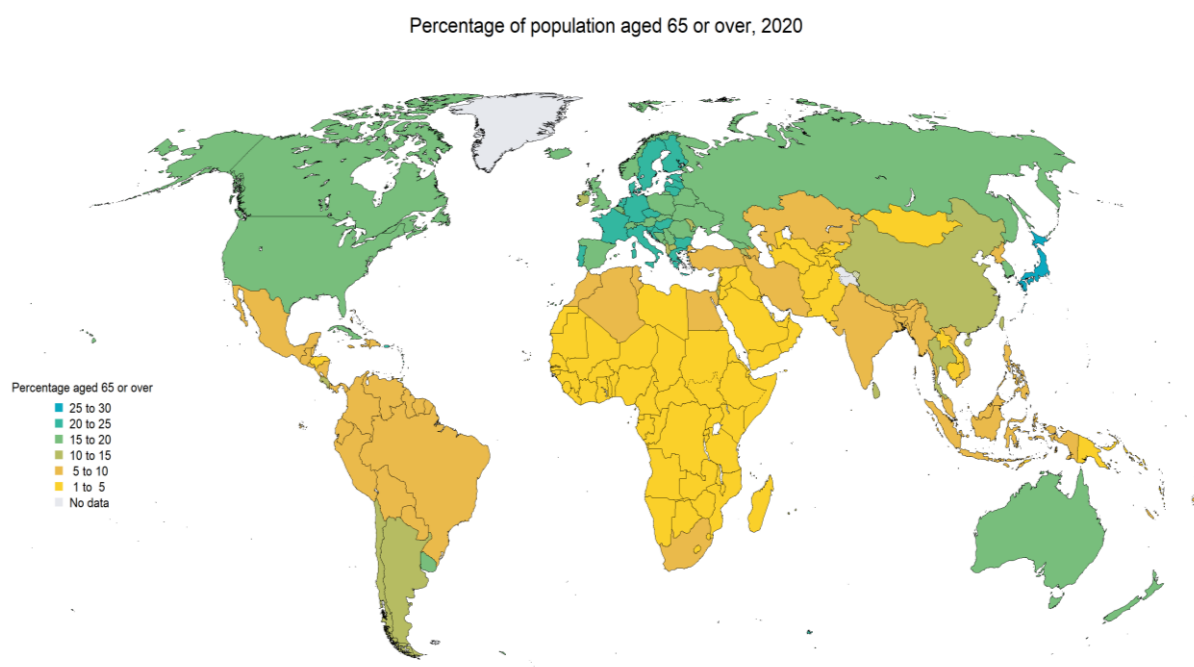 Percentage of population aged 65 or over, 2020
Percentage aged 65 or over
25 to 30
20 to 25
15 to 20
10 to 15
5 to 10
1 to 5
No data